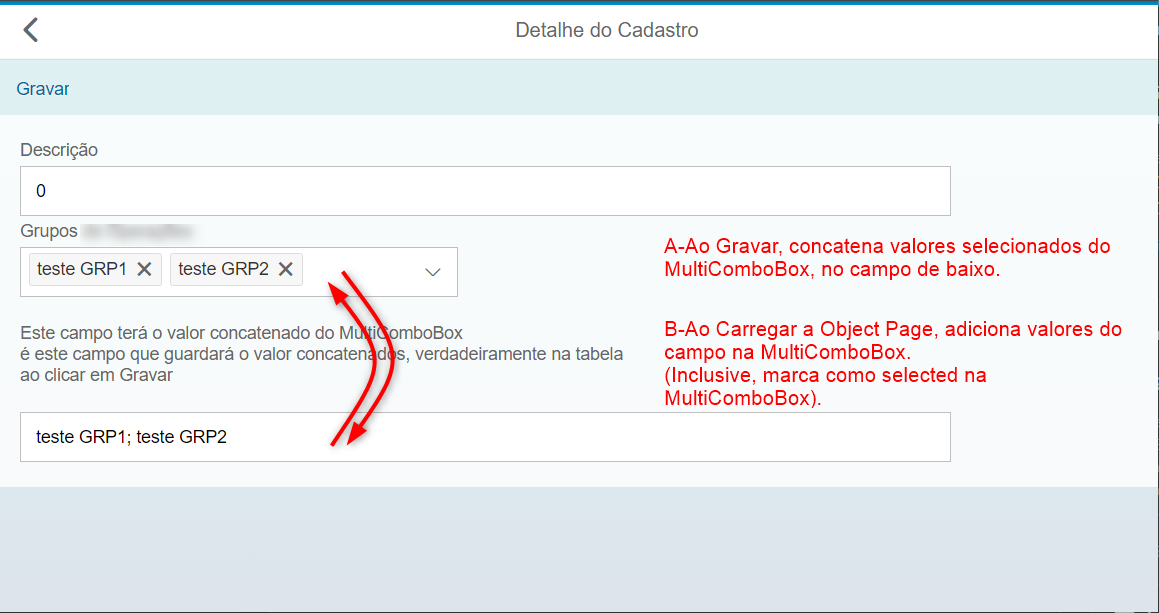 Detalhe do Cadastro
Gravar
Descrição
0
Grupos
teste GRP1
teste GRP2
A-Ao Gravar, concatena valores selecionados do
MultiComboBox, no campo de baixo.
Este campo terá o valor concatenado do MultiComboBox
é este campo que guardará o valor concatenados, verdadeiramente na tabela
ao clicar em Gravar
B-Ao Carregar a Object Page, adiciona valores do
campo na MultiComboBox.
(Inclusive, marca como selected na
MultiComboBox).
teste GRP1; teste GRP2